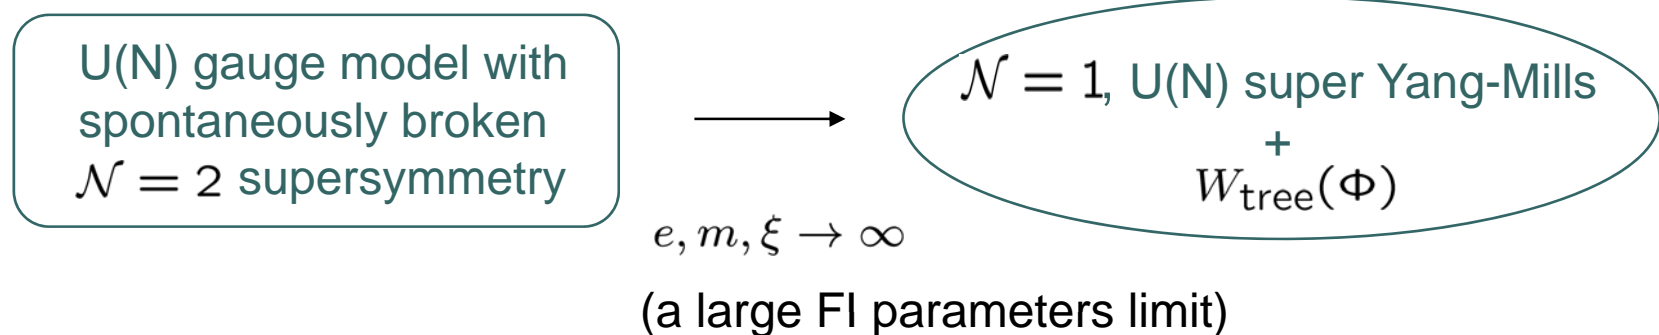 U(N) gauge model with
spontaneously broken
𝒩 = 2 supersymmetry
e, m, ξ → ∞
(a large FI parameters limit)
𝒩 = 1, U(N) super Yang-Mills
+
W_tree(Φ)